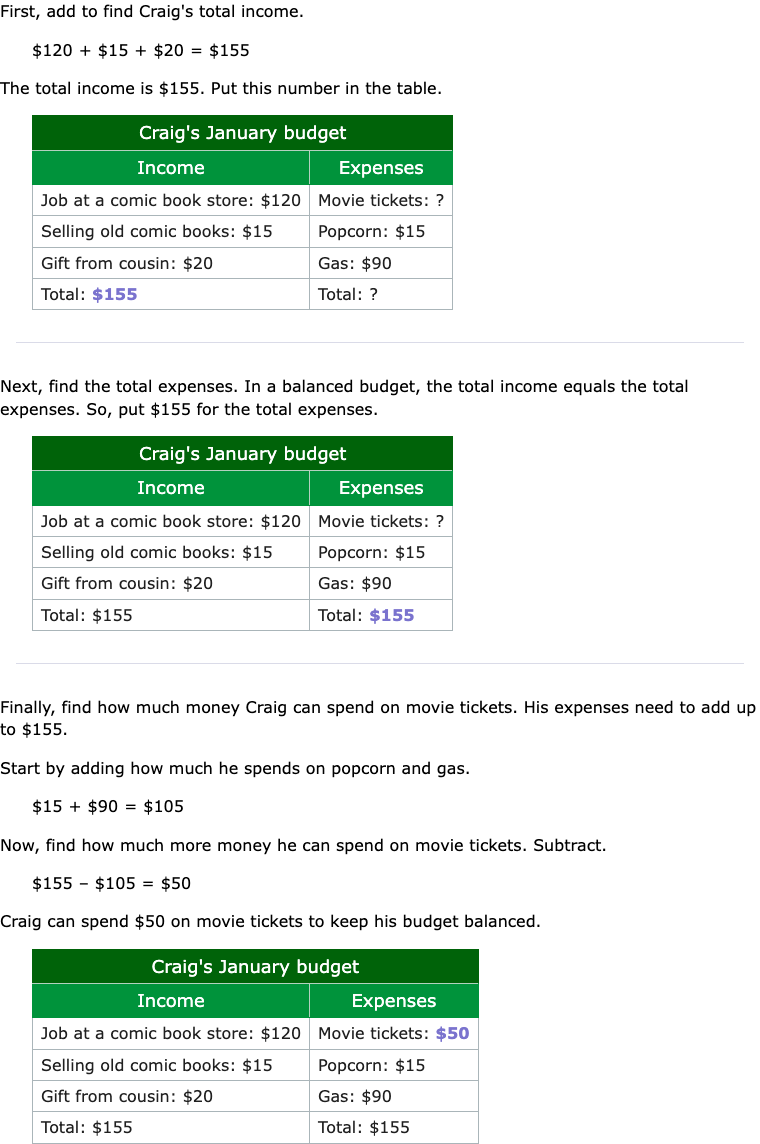 First, add to find Craig's total income.
$120 + $15 + $20 = $155
The total income is $155. Put this number in the table.
Craig's January budget
Income Expenses
Job at a comic book store: $120 Movie tickets: ?
Selling old comic books: $15 Popcorn: $15
Gift from cousin: $20 Gas: $90
Total: $155 Total: ?
Next, find the total expenses. In a balanced budget, the total income equals the total
expenses. So, put $155 for the total expenses.
Craig's January budget
Income Expenses
Job at a comic book store: $120 Movie tickets: ?
Selling old comic books: $15 Popcorn: $15
Gift from cousin: $20 Gas: $90
Total: $155 Total: $155
Finally, find how much money Craig can spend on movie tickets. His expenses need to add up
to $155.
Start by adding how much he spends on popcorn and gas.
$15 + $90 = $105
Now, find how much more money he can spend on movie tickets. Subtract.
$155 – $105 = $50
Craig can spend $50 on movie tickets to keep his budget balanced.
Craig's January budget
Income Expenses
Job at a comic book store: $120 Movie tickets: $50
Selling old comic books: $15 Popcorn: $15
Gift from cousin: $20 Gas: $90
Total: $155 Total: $155